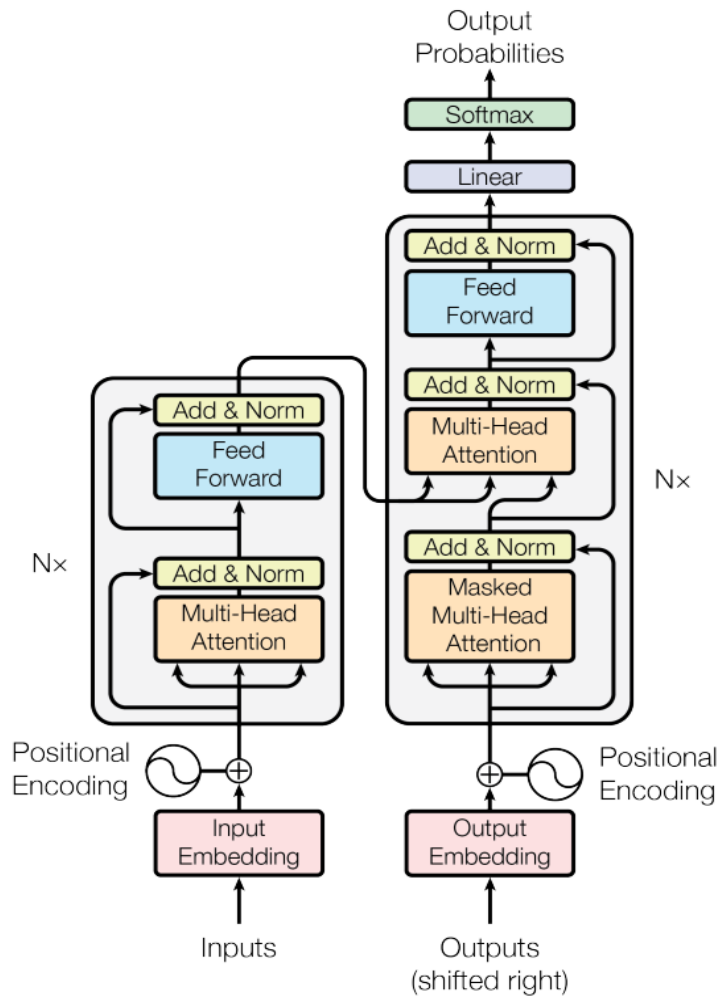 Output
Probabilities
Softmax
Linear
Add & Norm
Feed
Forward
Add & Norm
Multi-Head
Attention
Add & Norm
Masked
Multi-Head
Attention
N×
Add & Norm
Feed
Forward
Add & Norm
Multi-Head
Attention
N×
Positional
Encoding
Positional
Encoding
Input
Embedding
Output
Embedding
Inputs
Outputs
(shifted right)